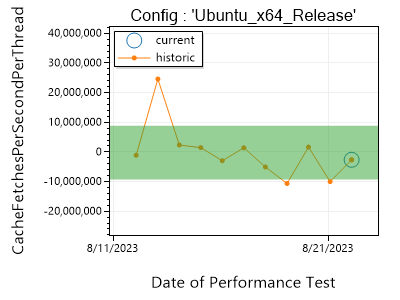 Config : 'Ubuntu_x64_Release'
CacheFetchesPerSecondPerThread
current
historic
40,000,000
30,000,000
20,000,000
10,000,000
0
-10,000,000
-20,000,000
8/11/2023
8/21/2023
Date of Performance Test